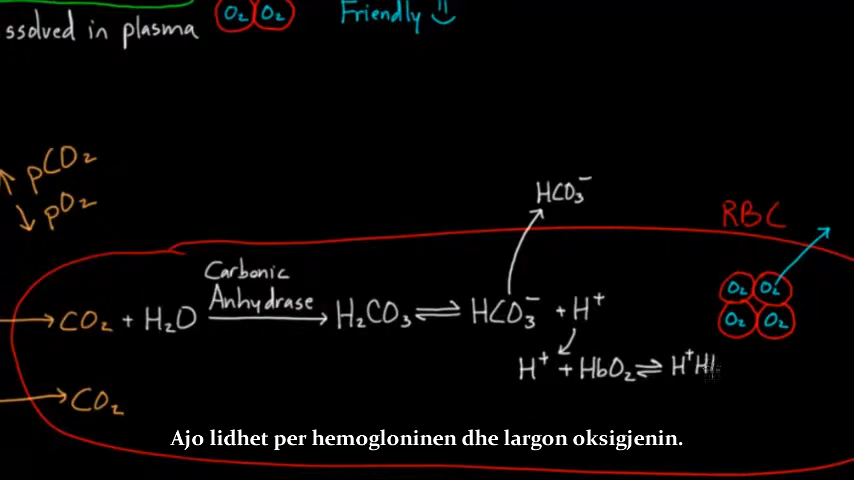 ssolved in plasma O₂ O₂ Friendly
↑ pCO₂
↓ pO₂
HCO₃⁻
RBC
Carbonic
Anhydrase
CO₂ + H₂O → H₂CO₃ ⇌ HCO₃⁻ + H⁺
O₂ O₂
O₂ O₂
H⁺ + HbO₂ ⇌ H⁺H
CO₂
Ajo lidhet per hemogloninen dhe largon oksigjenin.